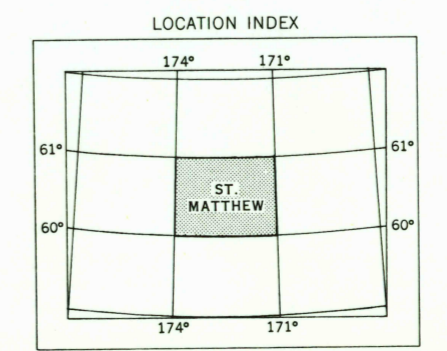 LOCATION INDEX
174° 171°
61° 61°
ST.
MATTHEW
60° 60°
174° 171°